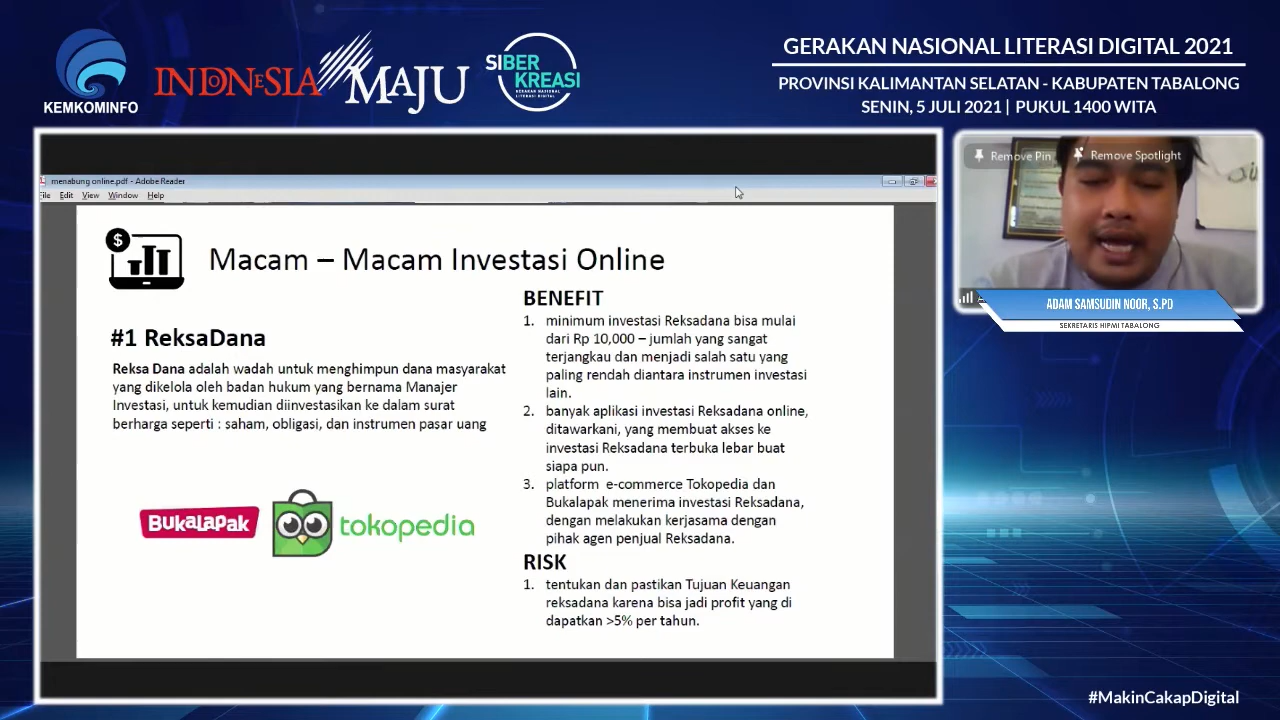 KEMKOMINFO
INDONESIA MAJU
SIBER
KREASI
GERAKAN NASIONAL
LITERASI DIGITAL
GERAKAN NASIONAL LITERASI DIGITAL 2021
PROVINSI KALIMANTAN SELATAN - KABUPATEN TABALONG
SENIN, 5 JULI 2021 | PUKUL 1400 WITA
menabung online.pdf - Adobe Reader
File Edit View Window Help
Macam – Macam Investasi Online
#1 ReksaDana
Reksa Dana adalah wadah untuk menghimpun dana masyarakat
yang dikelola oleh badan hukum yang bernama Manajer
Investasi, untuk kemudian diinvestasikan ke dalam surat
berharga seperti : saham, obligasi, dan instrumen pasar uang
BukaLapak
tokopedia
BENEFIT
1. minimum investasi Reksadana bisa mulai
dari Rp 10,000 – jumlah yang sangat
terjangkau dan menjadi salah satu yang
paling rendah diantara instrumen investasi
lain.
2. banyak aplikasi investasi Reksadana online,
ditawarkani, yang membuat akses ke
investasi Reksadana terbuka lebar buat
siapa pun.
3. platform e-commerce Tokopedia dan
Bukalapak menerima investasi Reksadana,
dengan melakukan kerjasama dengan
pihak agen penjual Reksadana.
RISK
1. tentukan dan pastikan Tujuan Keuangan
reksadana karena bisa jadi profit yang di
dapatkan >5% per tahun.
Remove Pin
Remove Spotlight
ADAM SAMSUDIN NOOR, S.PD
SEKRETARIS HIPMI TABALONG
#MakinCakapDigital